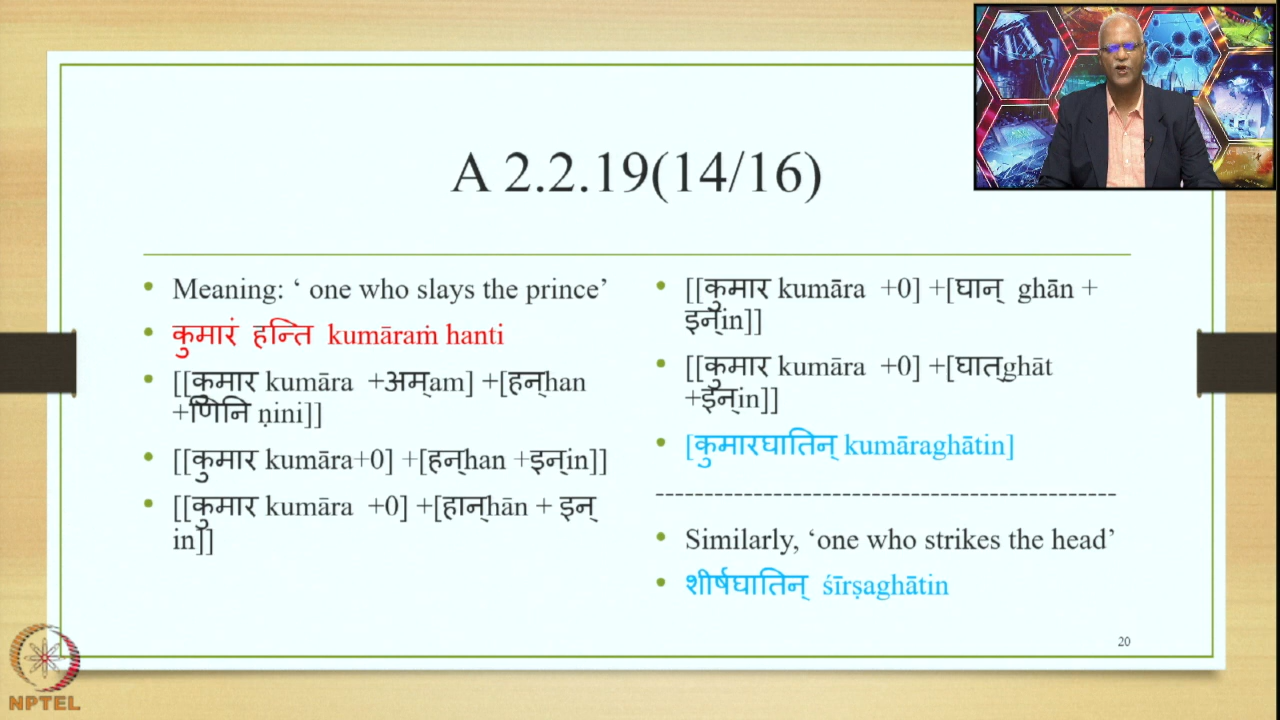 A 2.2.19(14/16)
Meaning: ‘ one who slays the prince’
कुमारं हन्ति kumāraṁ hanti
[[कुमार kumāra +अम्am] +[हन्han
+णिनि ṇini]]
[[कुमार kumāra+0] +[हन्han +इन्in]]
[[कुमार kumāra +0] +[हान्hān + इन्
in]]
[[कुमार kumāra +0] +[घान् ghān +
इन्in]]
[[कुमार kumāra +0] +[घात्ghāt
+इन्in]]
[कुमारघातिन् kumāraghātin]
-----------------------------------------------
Similarly, ‘one who strikes the head’
शीर्षघातिन् śīrṣaghātin
20
NPTEL